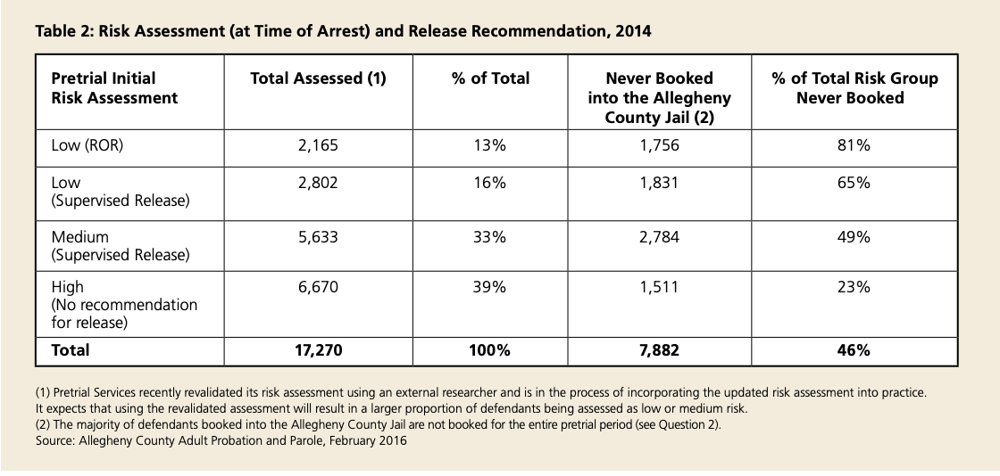 Table 2: Risk Assessment (at Time of Arrest) and Release Recommendation, 2014
Pretrial Initial
Risk Assessment
Total Assessed (1)
% of Total
Never Booked
into the Allegheny
County Jail (2)
% of Total Risk Group
Never Booked
Low (ROR) 2,165 13% 1,756 81%
Low 2,802 16% 1,831 65%
(Supervised Release)
Medium 5,633 33% 2,784 49%
(Supervised Release)
High 6,670 39% 1,511 23%
(No recommendation
for release)
Total 17,270 100% 7,882 46%
(1) Pretrial Services recently revalidated its risk assessment using an external researcher and is in the process of incorporating the updated risk assessment into practice.
It expects that using the revalidated assessment will result in a larger proportion of defendants being assessed as low or medium risk.
(2) The majority of defendants booked into the Allegheny County Jail are not booked for the entire pretrial period (see Question 2).
Source: Allegheny County Adult Probation and Parole, February 2016